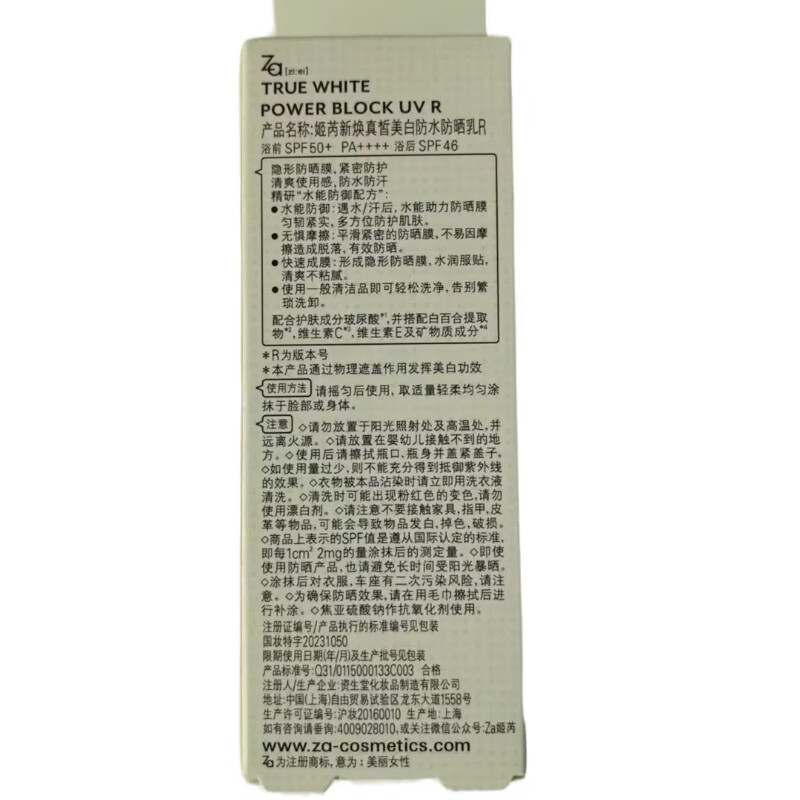 Za [zi:ei]
TRUE WHITE
POWER BLOCK UV R
产品名称:姬芮新焕真皙美白防水防晒乳R
浴前 SPF50+ PA++++ 浴后 SPF46
隐形防晒膜,紧密防护
清爽使用感,防水防汗
精研“水能防御配方”:
●水能防御:遇水/汗后,水能助力防晒膜
匀韧紧实,多方位防护肌肤。
●无惧摩擦:平滑紧密的防晒膜,不易因摩
擦造成脱落,有效防晒。
●快速成膜:形成隐形防晒膜,水润服贴,
清爽不粘腻。
●使用一般清洁品即可轻松洗净,告别繁
琐洗卸。
配合护肤成分玻尿酸*1,并搭配白百合提取
物*2,维生素C*3,维生素E及矿物质成分*4
*R为版本号
*本产品通过物理遮盖作用发挥美白功效
使用方法 请摇匀后使用,取适量轻柔均匀涂
抹于脸部或身体。
注意 ◇请勿放置于阳光照射处及高温处,并
远离火源。◇请放置在婴幼儿接触不到的地
方。◇使用后请擦拭瓶口、瓶身并盖紧盖子。
◇如使用量过少,则不能充分得到抵御紫外线
的效果。◇衣物被本品沾染时请立即用洗衣液
清洗。◇清洗时可能出现粉红色的变色,请勿
使用漂白剂。◇请注意不要接触家具,指甲,皮
革等物品,可能会导致物品发白,掉色,破损。
◇商品上表示的SPF值是遵从国际认定的标准,
即每1cm² 2mg的量涂抹后的测定量。◇即使
使用防晒产品,也请避免长时间受阳光暴晒。
◇涂抹后对衣服,车座有二次污染风险,请注
意。◇为确保防晒效果,请在用毛巾擦拭后进
行补涂。◇焦亚硫酸钠作抗氧化剂使用。
注册证编号/产品执行的标准编号见包装
国妆特字20231050
限期使用日期(年/月)及生产批号见包装
产品标准号:Q31/0115000133C003 合格
注册人/生产企业:资生堂化妆品制造有限公司
地址:中国(上海)自由贸易试验区龙东大道1558号
生产许可证编号:沪妆20160010 生产地:上海
如有咨询请垂询:4009028010,或关注微信公众号:Za姬芮
www.za-cosmetics.com
Za为注册商标,意为:美丽女性